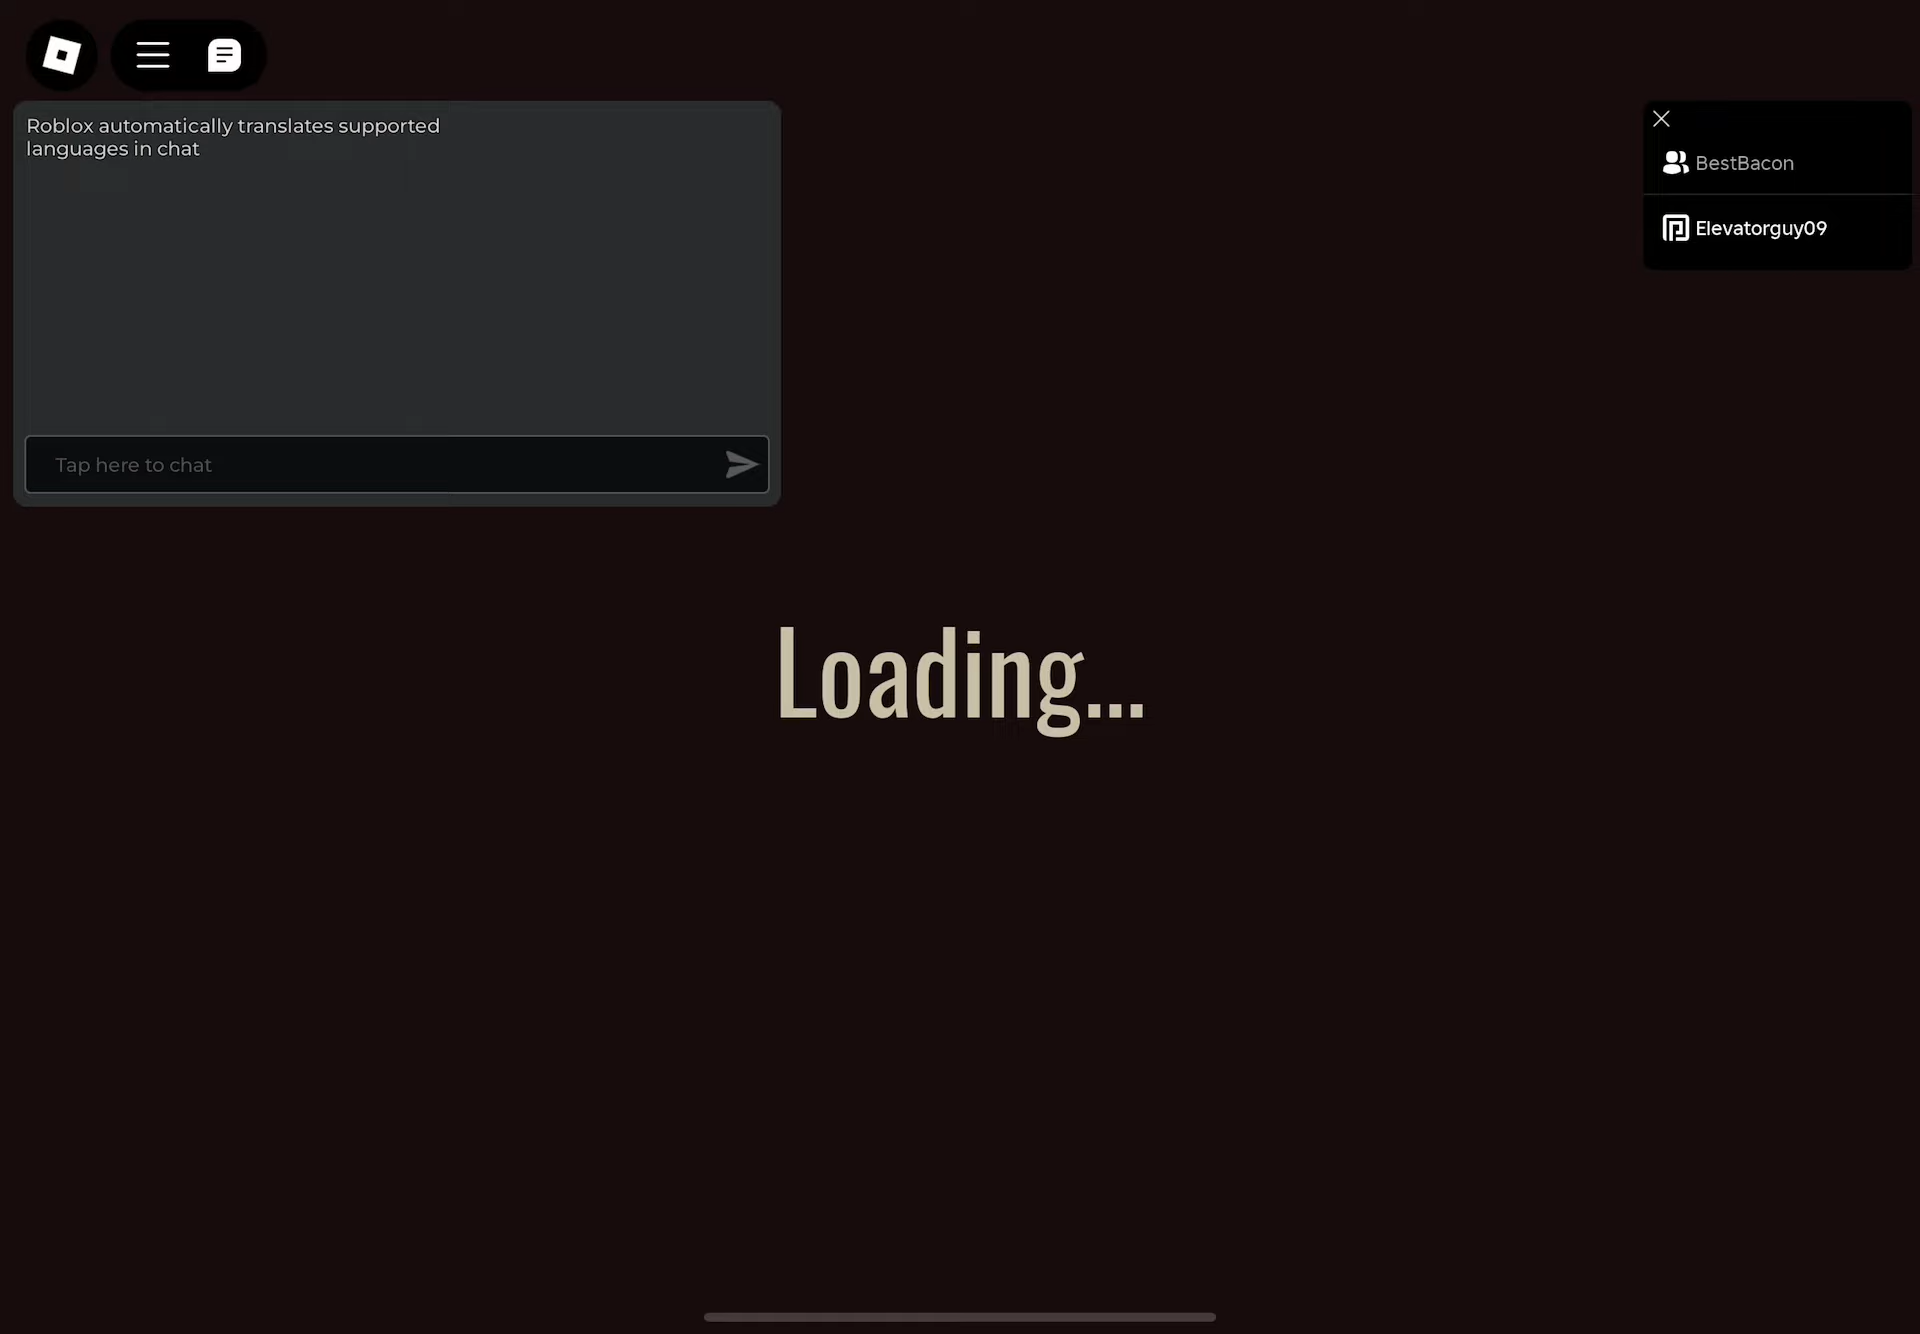 Roblox automatically translates supported
languages in chat
Tap here to chat
BestBacon
Elevatorguy09
Loading...